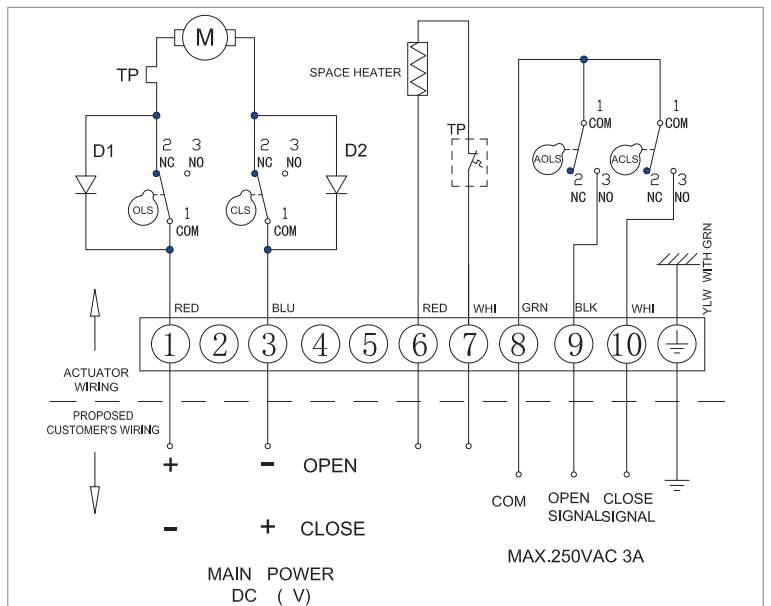 M
TP
SPACE HEATER
TP
D1
2 3
NC NO
OLS
1
COM
2 3
NC NO
CLS
1
COM
D2
1
COM
AOLS
2 3
NC NO
1
COM
ACLS
2 3
NC NO
YLW WITH GRN
RED BLU RED WHI GRN BLK WHI
1 2 3 4 5 6 7 8 9 10
ACTUATOR
WIRING
PROPOSED
CUSTOMER'S WIRING
+ - OPEN
- + CLOSE
MAIN POWER
DC ( V)
COM
OPEN
SIGNAL
CLOSE
SIGNAL
MAX.250VAC 3A